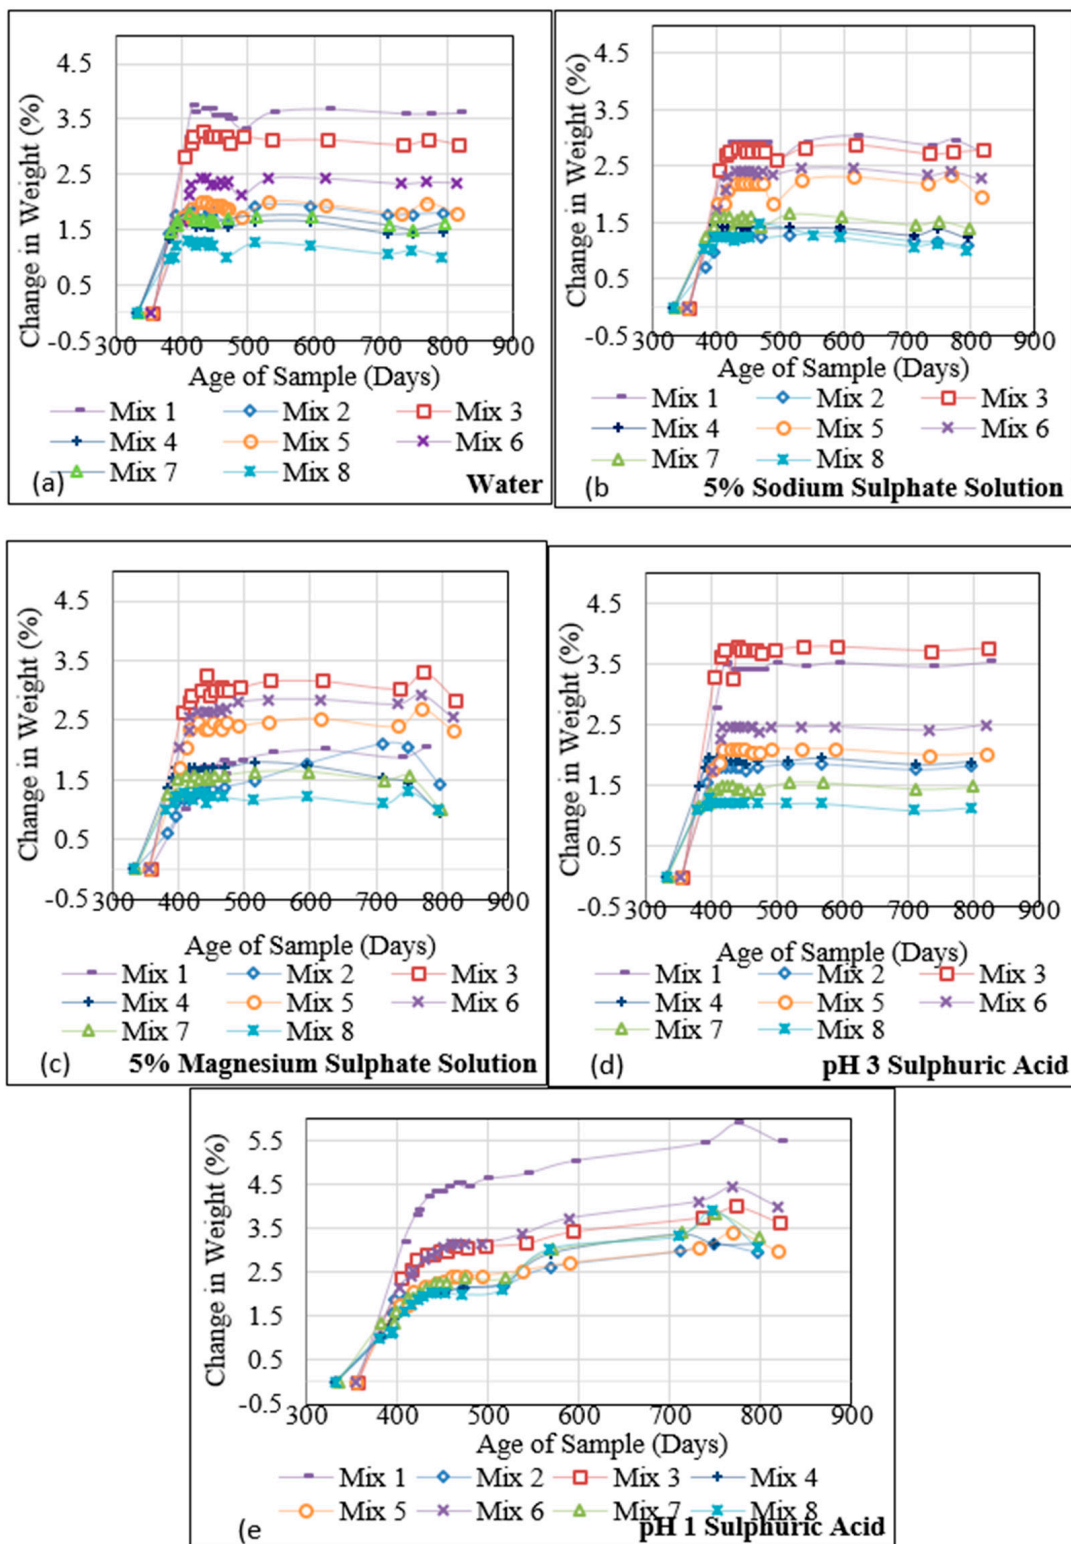 4.5
3.5
2.5
1.5
0.5
-0.5
Change in Weight (%)
300 400 500 600 700 800 900
Age of Sample (Days)
Mix 1 Mix 2 Mix 3
Mix 4 Mix 5 Mix 6
Mix 7 Mix 8
(a) Water
4.5
3.5
2.5
1.5
0.5
-0.5
Change in Weight (%)
300 400 500 600 700 800 900
Age of Sample (Days)
Mix 1 Mix 2 Mix 3
Mix 4 Mix 5 Mix 6
Mix 7 Mix 8
(b 5% Sodium Sulphate Solution
4.5
3.5
2.5
1.5
0.5
-0.5
Change in Weight (%)
300 400 500 600 700 800 900
Age of Sample (Days)
Mix 1 Mix 2 Mix 3
Mix 4 Mix 5 Mix 6
Mix 7 Mix 8
(c) 5% Magnesium Sulphate Solution
4.5
3.5
2.5
1.5
0.5
-0.5
Change in Weight (%)
300 400 500 600 700 800 900
Age of Sample (Days)
Mix 1 Mix 2 Mix 3
Mix 4 Mix 5 Mix 6
Mix 7 Mix 8
(d) pH 3 Sulphuric Acid
5.5
4.5
3.5
2.5
1.5
0.5
-0.5
Change in Weight (%)
300 400 500 600 700 800 900
Age of Sample (Days)
Mix 1 Mix 2 Mix 3 Mix 4
Mix 5 Mix 6 Mix 7 Mix 8
(e pH 1 Sulphuric Acid